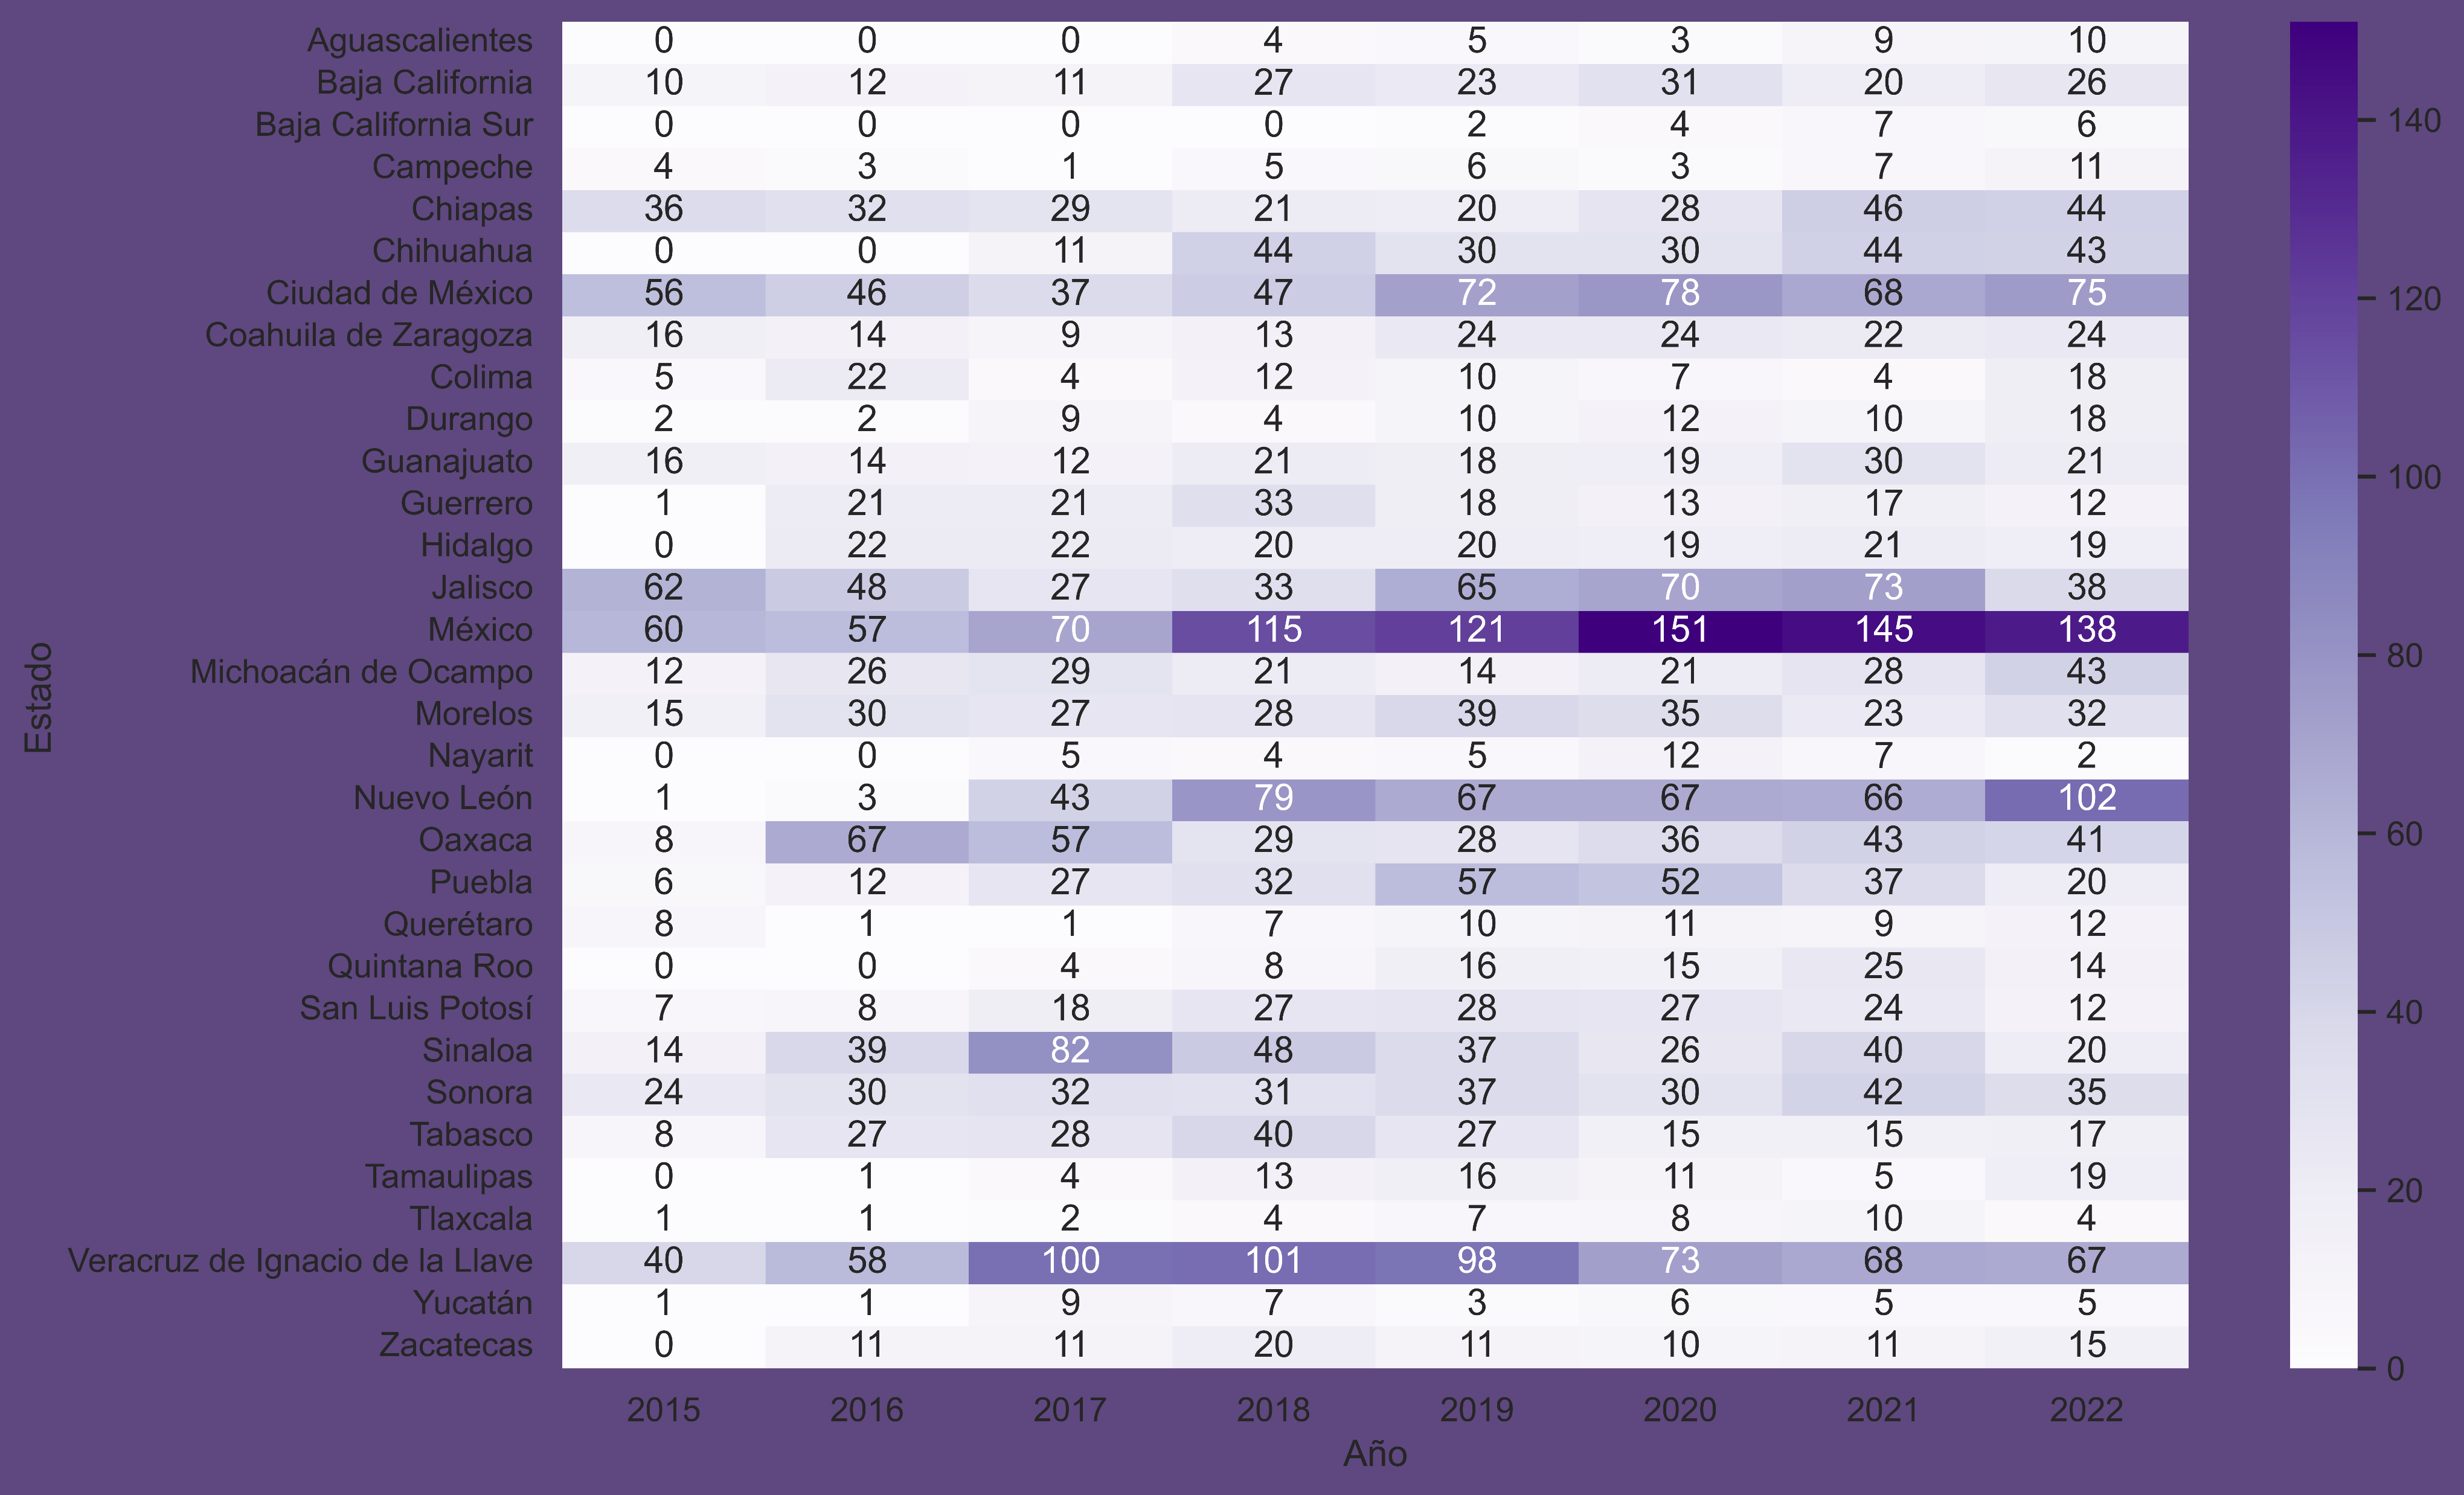 Aguascalientes 0 0 0 4 5 3 9 10
Baja California 10 12 11 27 23 31 20 26
Baja California Sur 0 0 0 0 2 4 7 6
Campeche 4 3 1 5 6 3 7 11
Chiapas 36 32 29 21 20 28 46 44
Chihuahua 0 0 11 44 30 30 44 43
Ciudad de México 56 46 37 47 72 78 68 75
Coahuila de Zaragoza 16 14 9 13 24 24 22 24
Colima 5 22 4 12 10 7 4 18
Durango 2 2 9 4 10 12 10 18
Guanajuato 16 14 12 21 18 19 30 21
Guerrero 1 21 21 33 18 13 17 12
Hidalgo 0 22 22 20 20 19 21 19
Jalisco 62 48 27 33 65 70 73 38
México 60 57 70 115 121 151 145 138
Michoacán de Ocampo 12 26 29 21 14 21 28 43
Morelos 15 30 27 28 39 35 23 32
Nayarit 0 0 5 4 5 12 7 2
Nuevo León 1 3 43 79 67 67 66 102
Oaxaca 8 67 57 29 28 36 43 41
Puebla 6 12 27 32 57 52 37 20
Querétaro 8 1 1 7 10 11 9 12
Quintana Roo 0 0 4 8 16 15 25 14
San Luis Potosí 7 8 18 27 28 27 24 12
Sinaloa 14 39 82 48 37 26 40 20
Sonora 24 30 32 31 37 30 42 35
Tabasco 8 27 28 40 27 15 15 17
Tamaulipas 0 1 4 13 16 11 5 19
Tlaxcala 1 1 2 4 7 8 10 4
Veracruz de Ignacio de la Llave 40 58 100 101 98 73 68 67
Yucatán 1 1 9 7 3 6 5 5
Zacatecas 0 11 11 20 11 10 11 15
2015 2016 2017 2018 2019 2020 2021 2022
Año
Estado
140
120
100
80
60
40
20
0